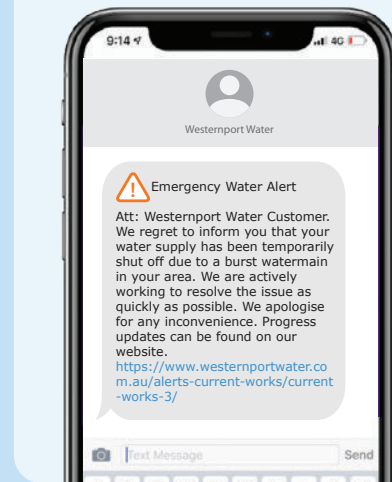 9:14
4G
Westernport Water
Emergency Water Alert
Att: Westernport Water Customer.
We regret to inform you that your
water supply has been temporarily
shut off due to a burst watermain
in your area. We are actively
working to resolve the issue as
quickly as possible. We apologise
for any inconvenience. Progress
updates can be found on our
website.
https://www.westernportwater.co
m.au/alerts-current-works/current
-works-3/
Text Message
Send